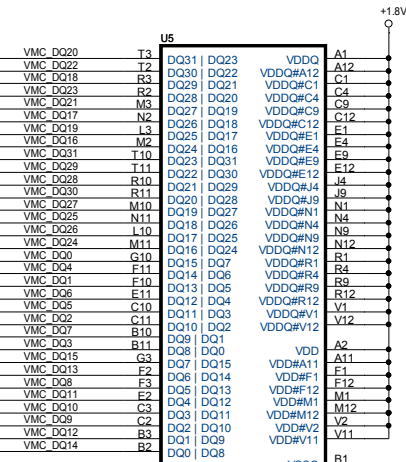 +1.8V
U5
VMC_DQ20 T3 DQ31 | DQ23 VDDQ A1
VMC_DQ22 T2 DQ30 | DQ22 VDDQ#A12 A12
VMC_DQ18 R3 DQ29 | DQ21 VDDQ#C1 C1
VMC_DQ23 R2 DQ28 | DQ20 VDDQ#C4 C4
VMC_DQ21 M3 DQ27 | DQ19 VDDQ#C9 C9
VMC_DQ17 N2 DQ26 | DQ18 VDDQ#C12 C12
VMC_DQ19 L3 DQ25 | DQ17 VDDQ#E1 E1
VMC_DQ16 M2 DQ24 | DQ16 VDDQ#E4 E4
VMC_DQ31 T10 DQ23 | DQ31 VDDQ#E9 E9
VMC_DQ29 T11 DQ22 | DQ30 VDDQ#E12 E12
VMC_DQ28 R10 DQ21 | DQ29 VDDQ#J4 J4
VMC_DQ30 R11 DQ20 | DQ28 VDDQ#J9 J9
VMC_DQ27 M10 DQ19 | DQ27 VDDQ#N1 N1
VMC_DQ25 N11 DQ18 | DQ26 VDDQ#N4 N4
VMC_DQ26 L10 DQ17 | DQ25 VDDQ#N9 N9
VMC_DQ24 M11 DQ16 | DQ24 VDDQ#N12 N12
VMC_DQ0 G10 DQ15 | DQ7 VDDQ#R1 R1
VMC_DQ4 F11 DQ14 | DQ6 VDDQ#R4 R4
VMC_DQ1 F10 DQ13 | DQ5 VDDQ#R9 R9
VMC_DQ6 E11 DQ12 | DQ4 VDDQ#R12 R12
VMC_DQ5 C10 DQ11 | DQ3 VDDQ#V1 V1
VMC_DQ2 C11 DQ10 | DQ2 VDDQ#V12 V12
VMC_DQ7 B10 DQ9 | DQ1
VMC_DQ3 B11 DQ8 | DQ0 VDD A2
VMC_DQ15 G3 DQ7 | DQ15 VDD#A11 A11
VMC_DQ13 F2 DQ6 | DQ14 VDD#F1 F1
VMC_DQ8 F3 DQ5 | DQ13 VDD#F12 F12
VMC_DQ11 E2 DQ4 | DQ12 VDD#M1 M1
VMC_DQ10 C3 DQ3 | DQ11 VDD#M12 M12
VMC_DQ9 C2 DQ2 | DQ10 VDD#V2 V2
VMC_DQ12 B3 DQ1 | DQ9 VDD#V11 V11
VMC_DQ14 B2 DQ0 | DQ8
B1